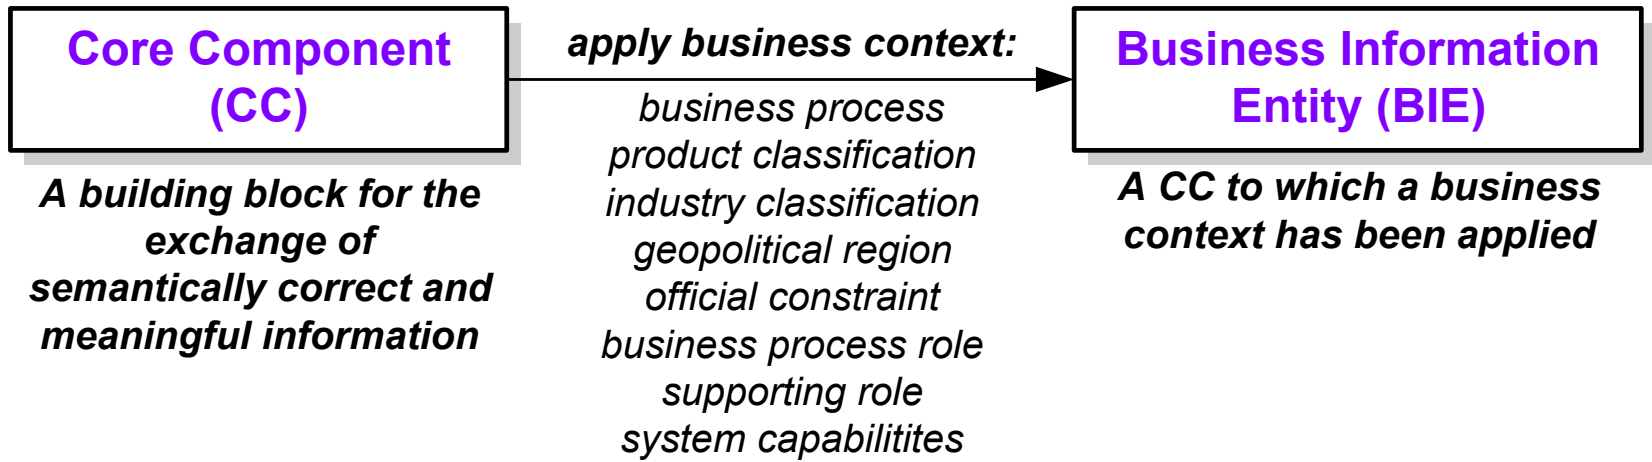 Core Component
(CC)
A building block for the
exchange of
semantically correct and
meaningful information
apply business context:
business process
product classification
industry classification
geopolitical region
official constraint
business process role
supporting role
system capabilitites
Business Information
Entity (BIE)
A CC to which a business
context has been applied